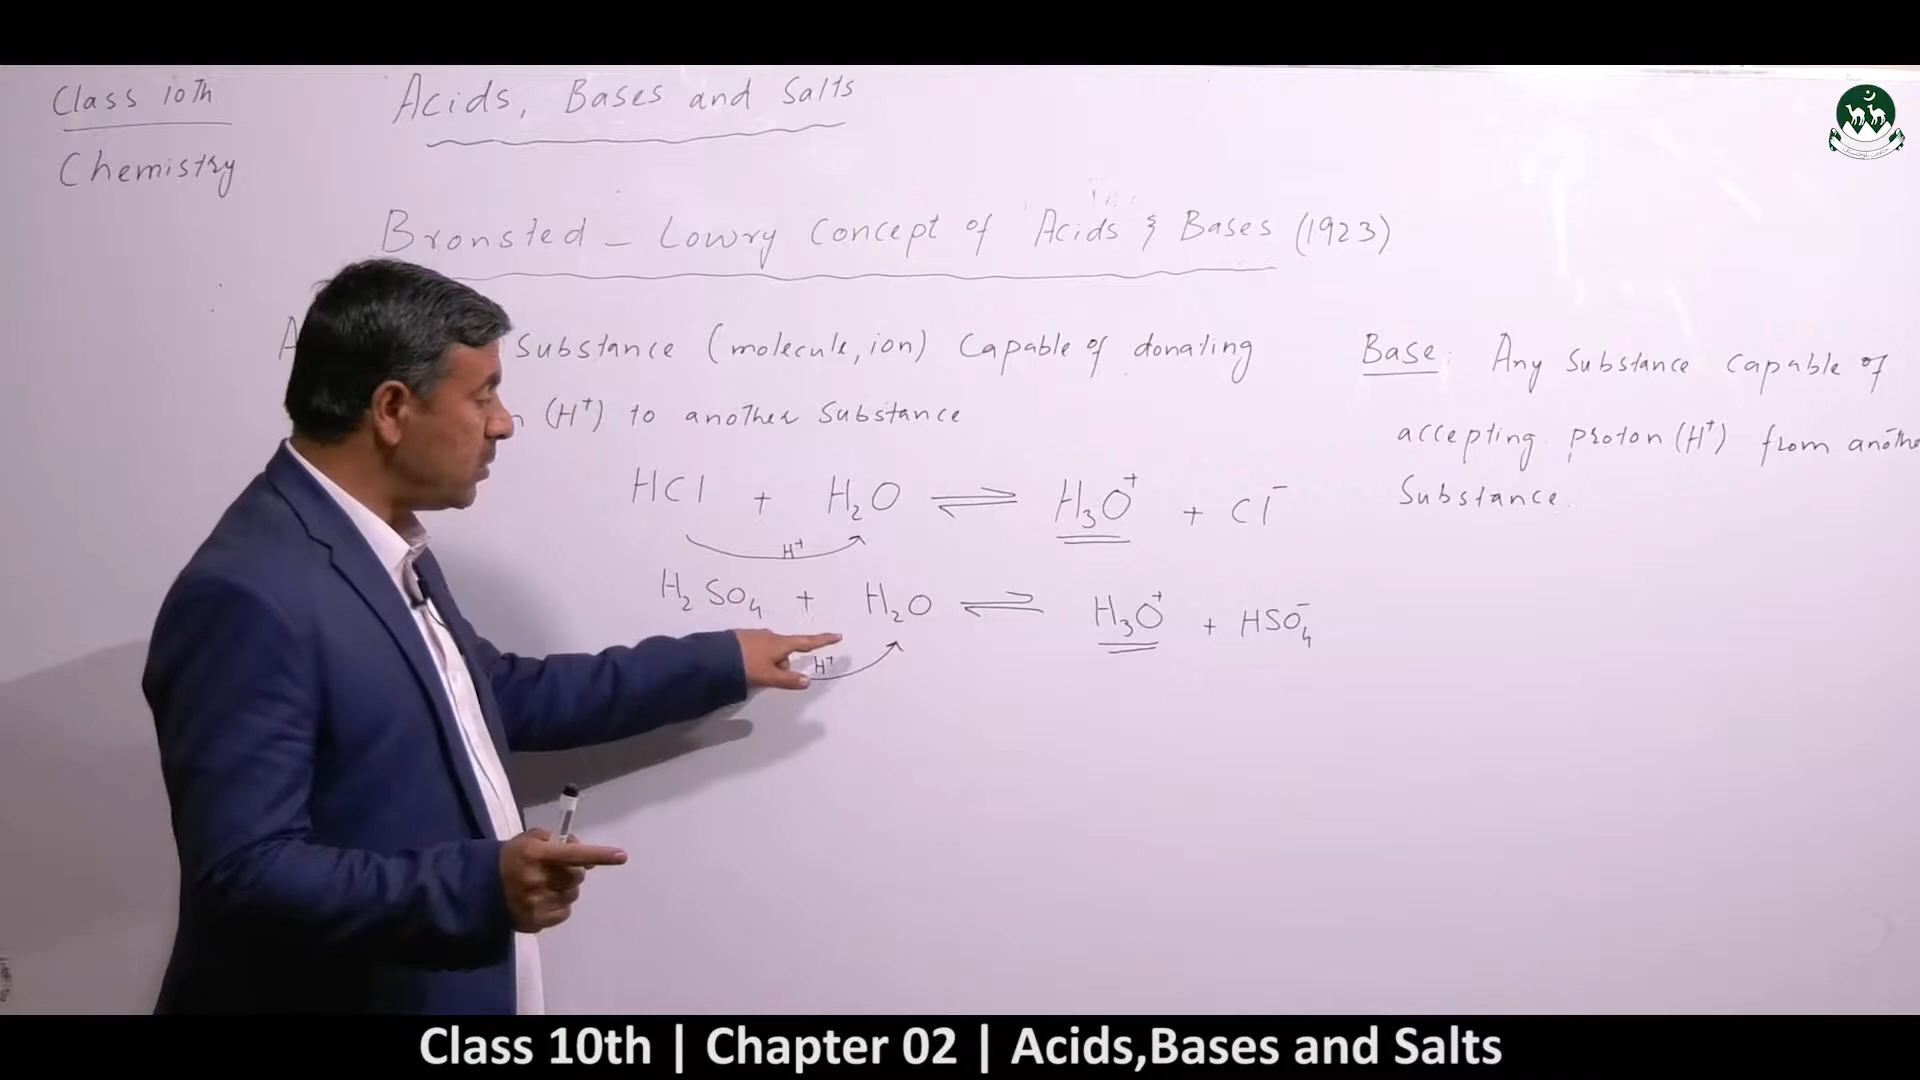 Class 10Th
Chemistry
Acids, Bases and Salts
Bronsted - Lowry Concept of Acids & Bases (1923)
Substance (molecule, ion) Capable of donating
(H⁺) to another Substance
Base: Any Substance capable of
accepting proton (H⁺) from
Substance.
HCl + H₂O ⇌ H₃O⁺ + Cl⁻
H⁺
H₂SO₄ + H₂O ⇌ H₃O⁺ + HSO₄⁻
H⁺
Class 10th | Chapter 02 | Acids,Bases and Salts